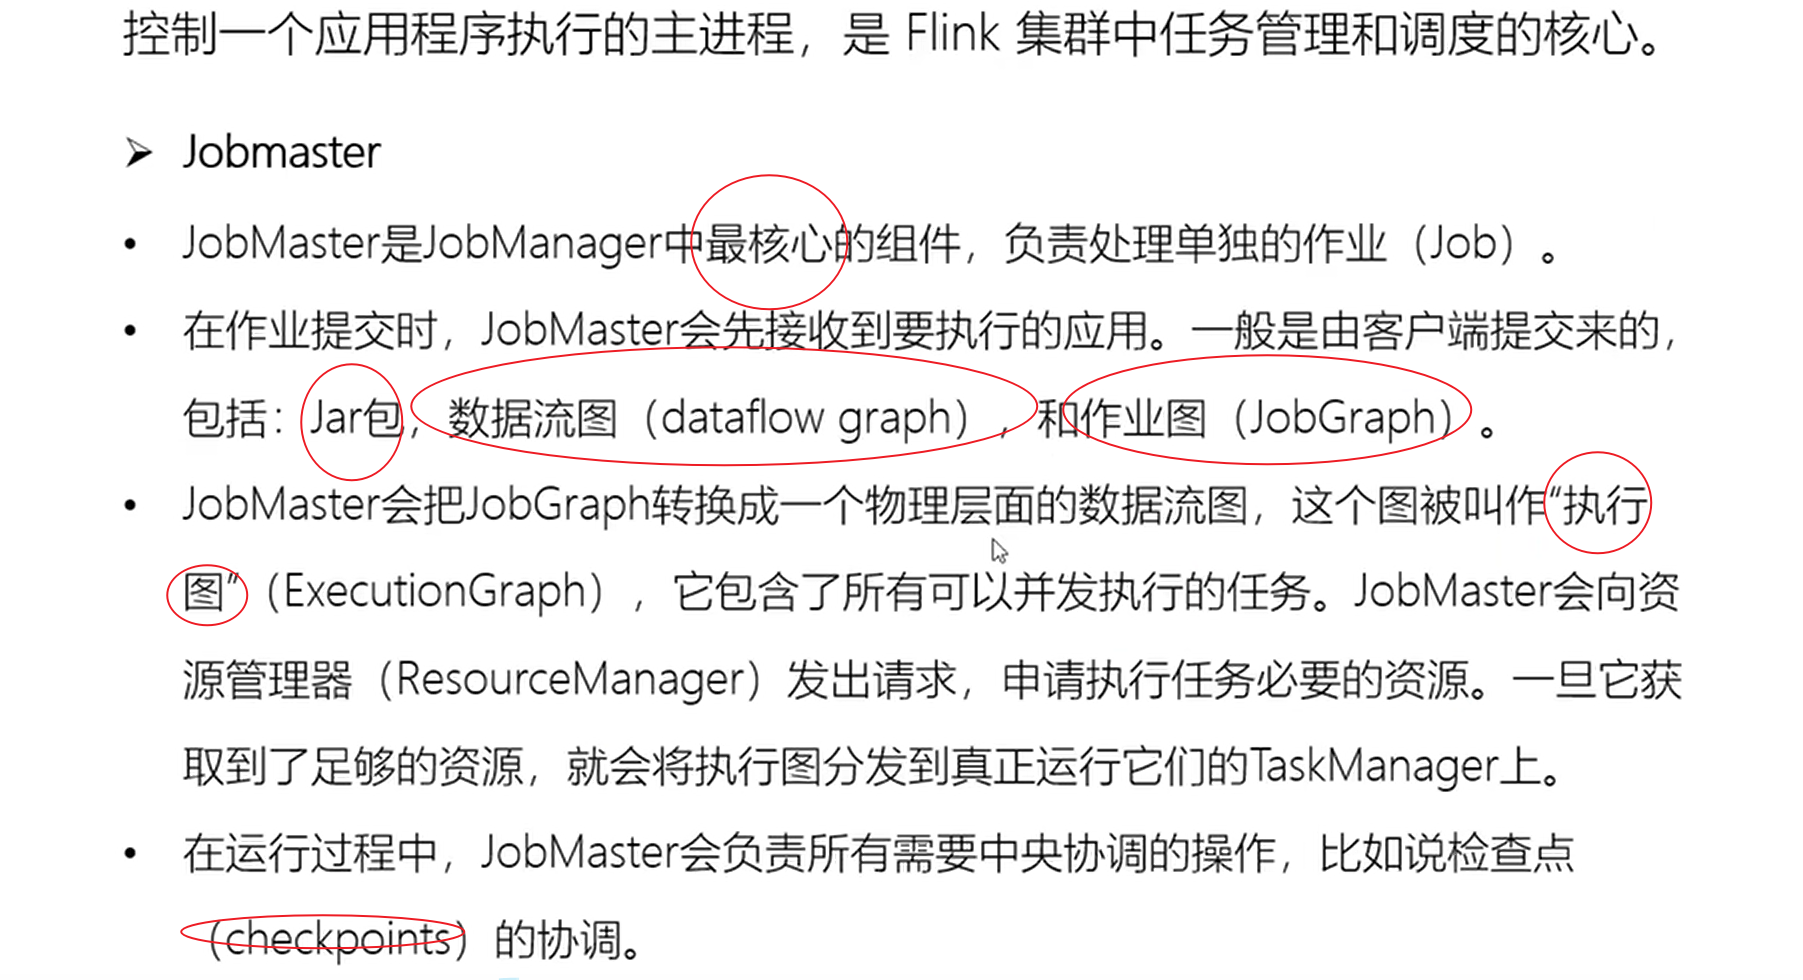 控制一个应用程序执行的主进程，是 Flink 集群中任务管理和调度的核心。
➢ Jobmaster
• JobMaster是JobManager中最核心的组件，负责处理单独的作业（Job）。
• 在作业提交时，JobMaster会先接收到要执行的应用。一般是由客户端提交来的，
包括：Jar包，数据流图（dataflow graph），和作业图（JobGraph）。
• JobMaster会把JobGraph转换成一个物理层面的数据流图，这个图被叫作“执行
图”（ExecutionGraph），它包含了所有可以并发执行的任务。JobMaster会向资
源管理器（ResourceManager）发出请求，申请执行任务必要的资源。一旦它获
取到了足够的资源，就会将执行图分发到真正运行它们的TaskManager上。
• 在运行过程中，JobMaster会负责所有需要中央协调的操作，比如说检查点
（checkpoints）的协调。